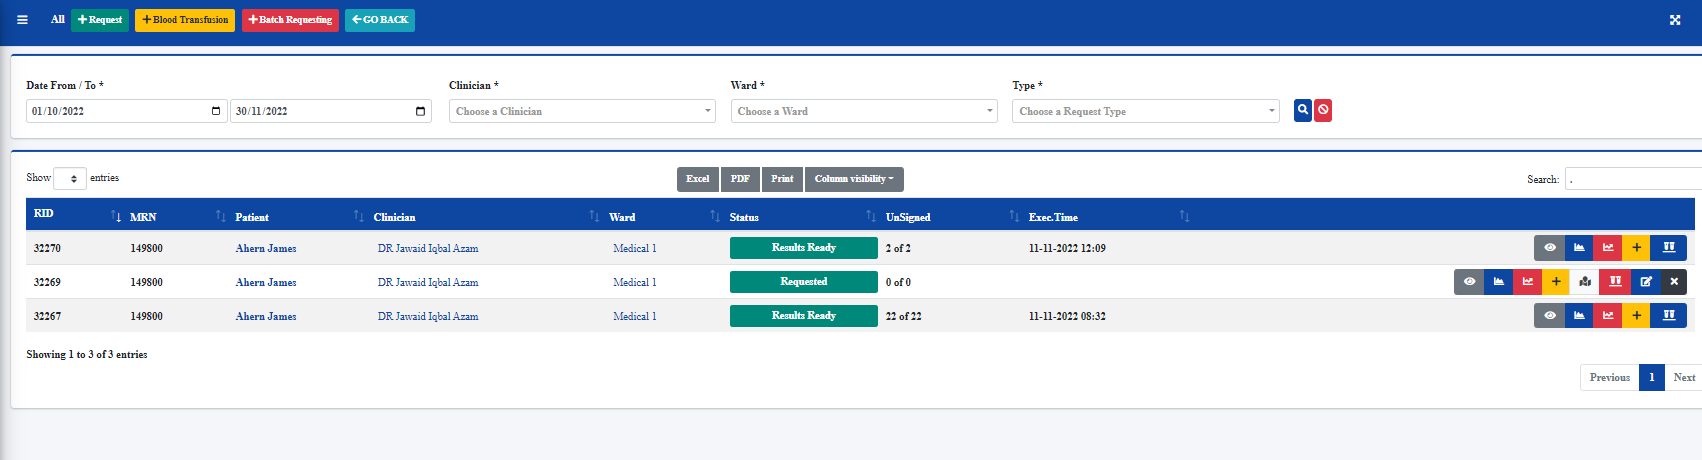 All +Request +Blood Transfusion +Batch Requesting GO BACK
Date From / To * Clinician * Ward * Type *
01/10/2022 30/11/2022 Choose a Clinician Choose a Ward Choose a Request Type
Show entries Excel PDF Print Column visibility Search: .
RID MRN Patient Clinician Ward Status UnSigned Exec.Time
32270 149800 Ahern James DR Jawaid Iqbal Azam Medical 1 Results Ready 2 of 2 11-11-2022 12:09
32269 149800 Ahern James DR Jawaid Iqbal Azam Medical 1 Requested 0 of 0
32267 149800 Ahern James DR Jawaid Iqbal Azam Medical 1 Results Ready 22 of 22 11-11-2022 08:32
Showing 1 to 3 of 3 entries
Previous 1 Next